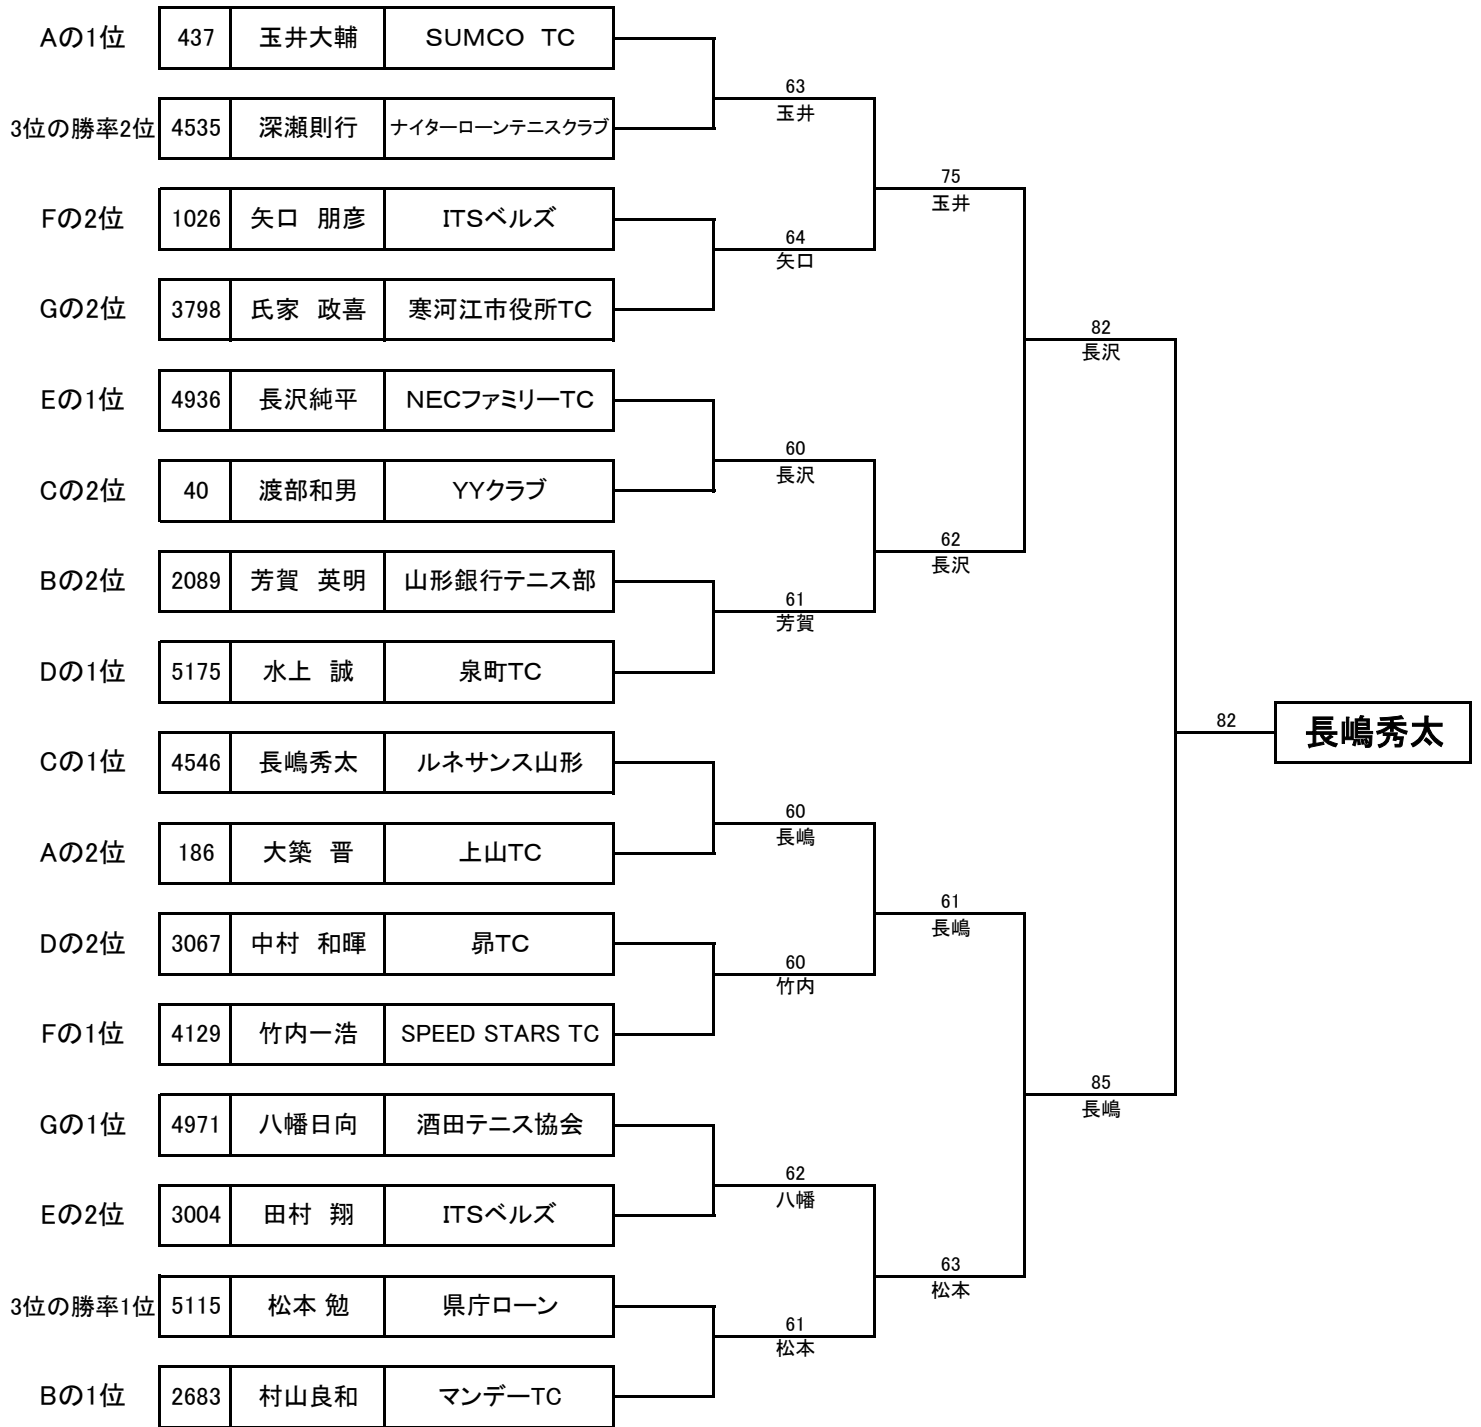 Aの1位 437 玉井大輔 SUMCO TC
63
玉井
3位の勝率2位 4535 深瀬則行 ナイターローンテニスクラブ
75
玉井
Fの2位 1026 矢口 朋彦 ITSベルズ
64
矢口
Gの2位 3798 氏家 政喜 寒河江市役所TC
82
長沢
Eの1位 4936 長沢純平 NECファミリーTC
60
長沢
Cの2位 40 渡部和男 YYクラブ
62
長沢
Bの2位 2089 芳賀 英明 山形銀行テニス部
61
芳賀
Dの1位 5175 水上 誠 泉町TC
82 長嶋秀太
Cの1位 4546 長嶋秀太 ルネサンス山形
60
長嶋
Aの2位 186 大築 晋 上山TC
61
長嶋
Dの2位 3067 中村 和暉 昴TC
60
竹内
Fの1位 4129 竹内一浩 SPEED STARS TC
85
長嶋
Gの1位 4971 八幡日向 酒田テニス協会
62
八幡
Eの2位 3004 田村 翔 ITSベルズ
63
松本
3位の勝率1位 5115 松本 勉 県庁ローン
61
松本
Bの1位 2683 村山良和 マンデーTC